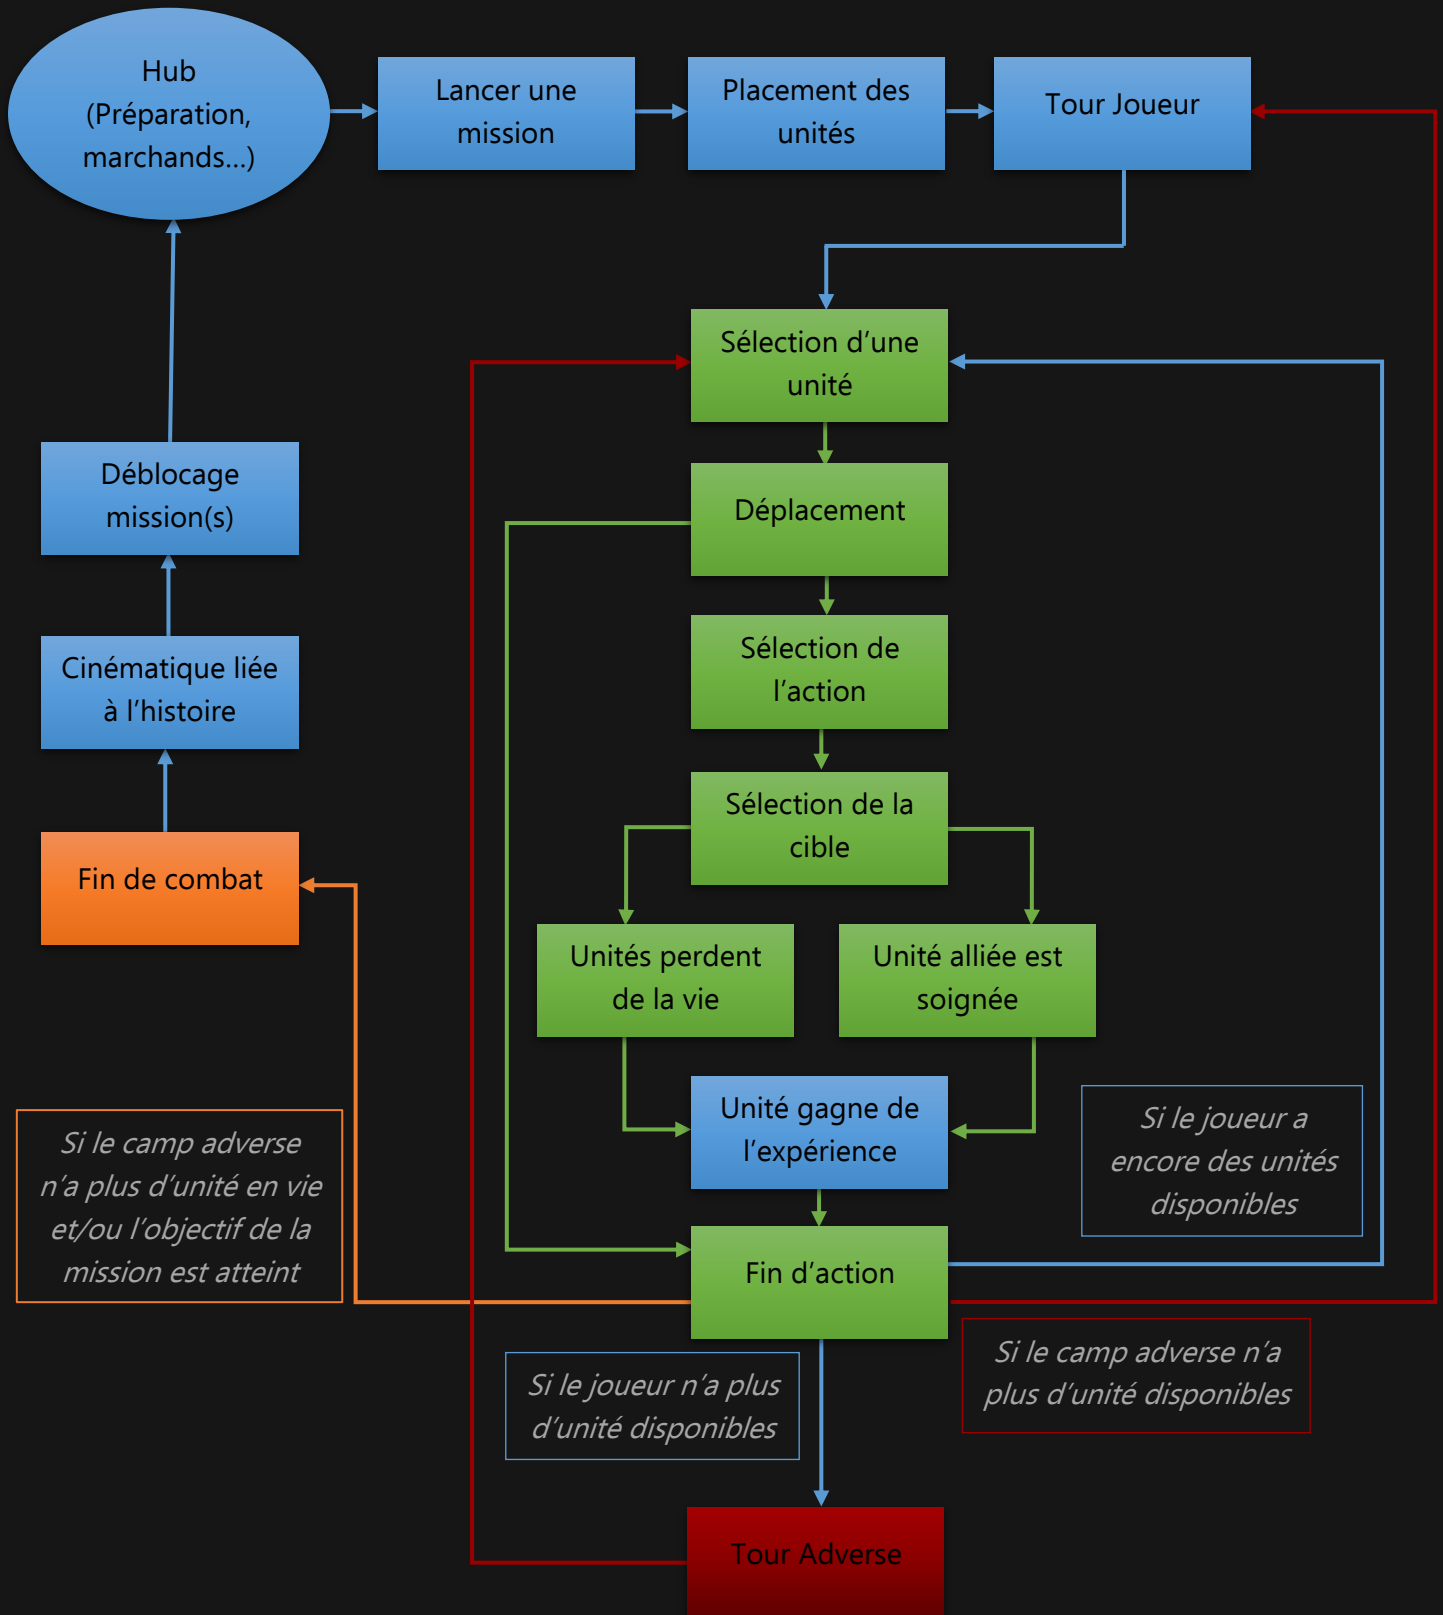 Hub
(Préparation,
marchands...)
Lancer une
mission
Placement des
unités
Tour Joueur
Sélection d’une
unité
Déblocage
mission(s)
Déplacement
Sélection de
l’action
Cinématique liée
à l’histoire
Sélection de la
cible
Fin de combat
Unités perdent
de la vie
Unité alliée est
soignée
Unité gagne de
l’expérience
Si le joueur a
encore des unités
disponibles
Si le camp adverse
n’a plus d’unité en vie
et/ou l’objectif de la
mission est atteint
Fin d’action
Si le joueur n’a plus
d’unité disponibles
Si le camp adverse n’a
plus d’unité disponibles
Tour Adverse